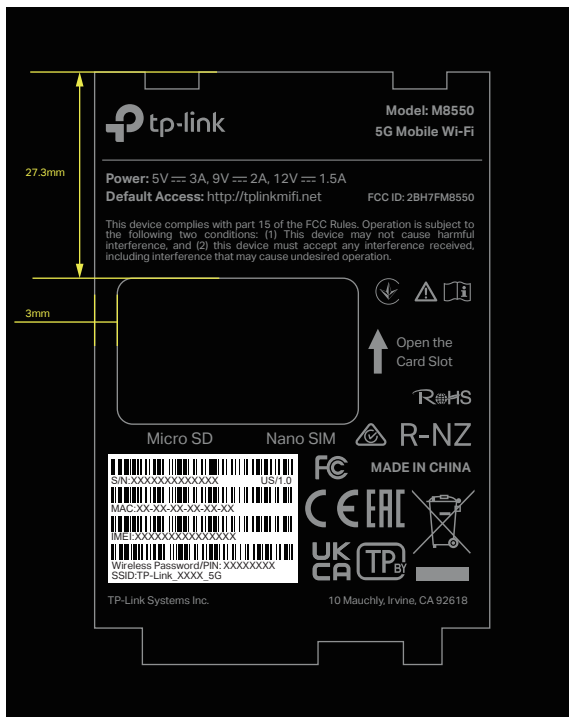 tp-link
Model: M8550
5G Mobile Wi-Fi
27.3mm
Power: 5V⎓3A, 9V⎓2A, 12V⎓1.5A
Default Access: http://tplinkmifi.net
FCC ID: 2BH7FM8550
This device complies with part 15 of the FCC Rules. Operation is subject to
the following two conditions: (1) This device may not cause harmful
interference, and (2) this device must accept any interference received,
including interference that may cause undesired operation.
3mm
Open the
Card Slot
RoHS
Micro SD
Nano SIM
R-NZ
FC
MADE IN CHINA
S/N:XXXXXXXXXXXXX
US/1.0
MAC:XX-XX-XX-XX-XX-XX
IMEI:XXXXXXXXXXXXXXX
CE
EAC
Wireless Password/PIN: XXXXXXXX
SSID:TP-Link_XXXX_5G
UK
CA
TP
BY
TP-Link Systems Inc.
10 Mauchly, Irvine, CA 92618